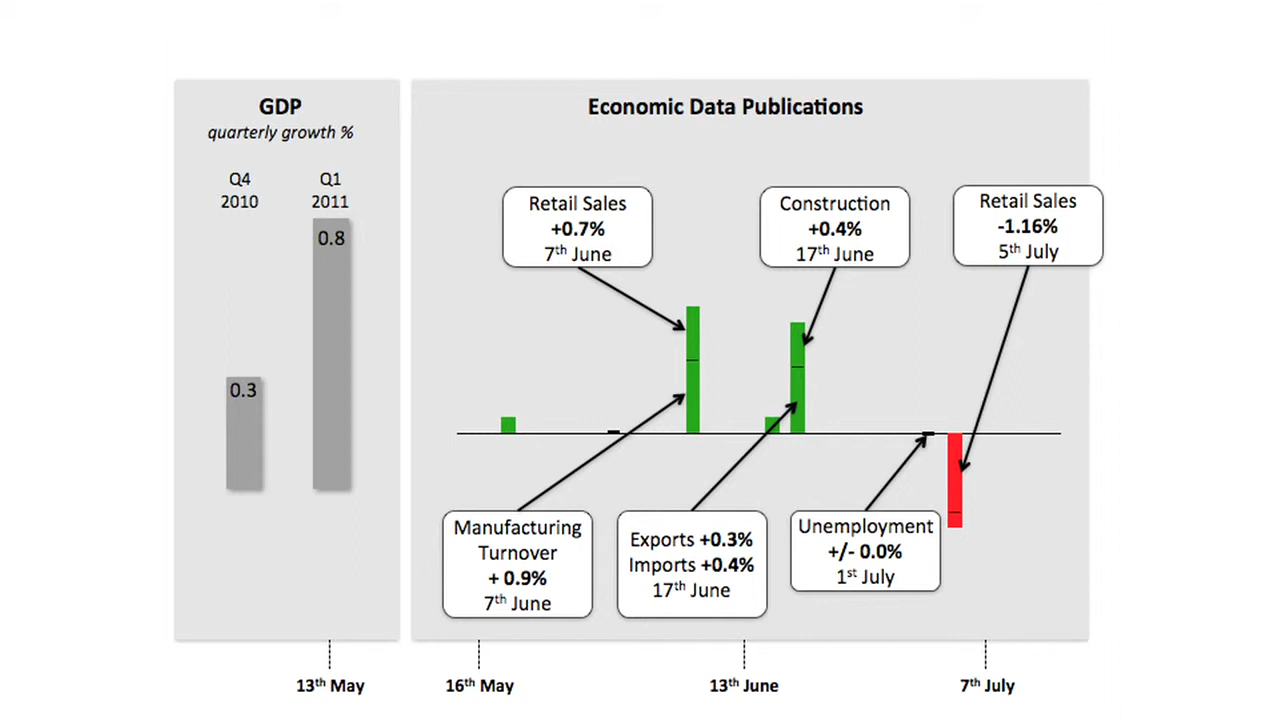 GDP
quarterly growth %
Q4
2010
Q1
2011
0.3
0.8
Economic Data Publications
Retail Sales
+0.7%
7th June
Construction
+0.4%
17th June
Retail Sales
-1.16%
5th July
Manufacturing
Turnover
+ 0.9%
7th June
Exports +0.3%
Imports +0.4%
17th June
Unemployment
+/- 0.0%
1st July
13th May
16th May
13th June
7th July